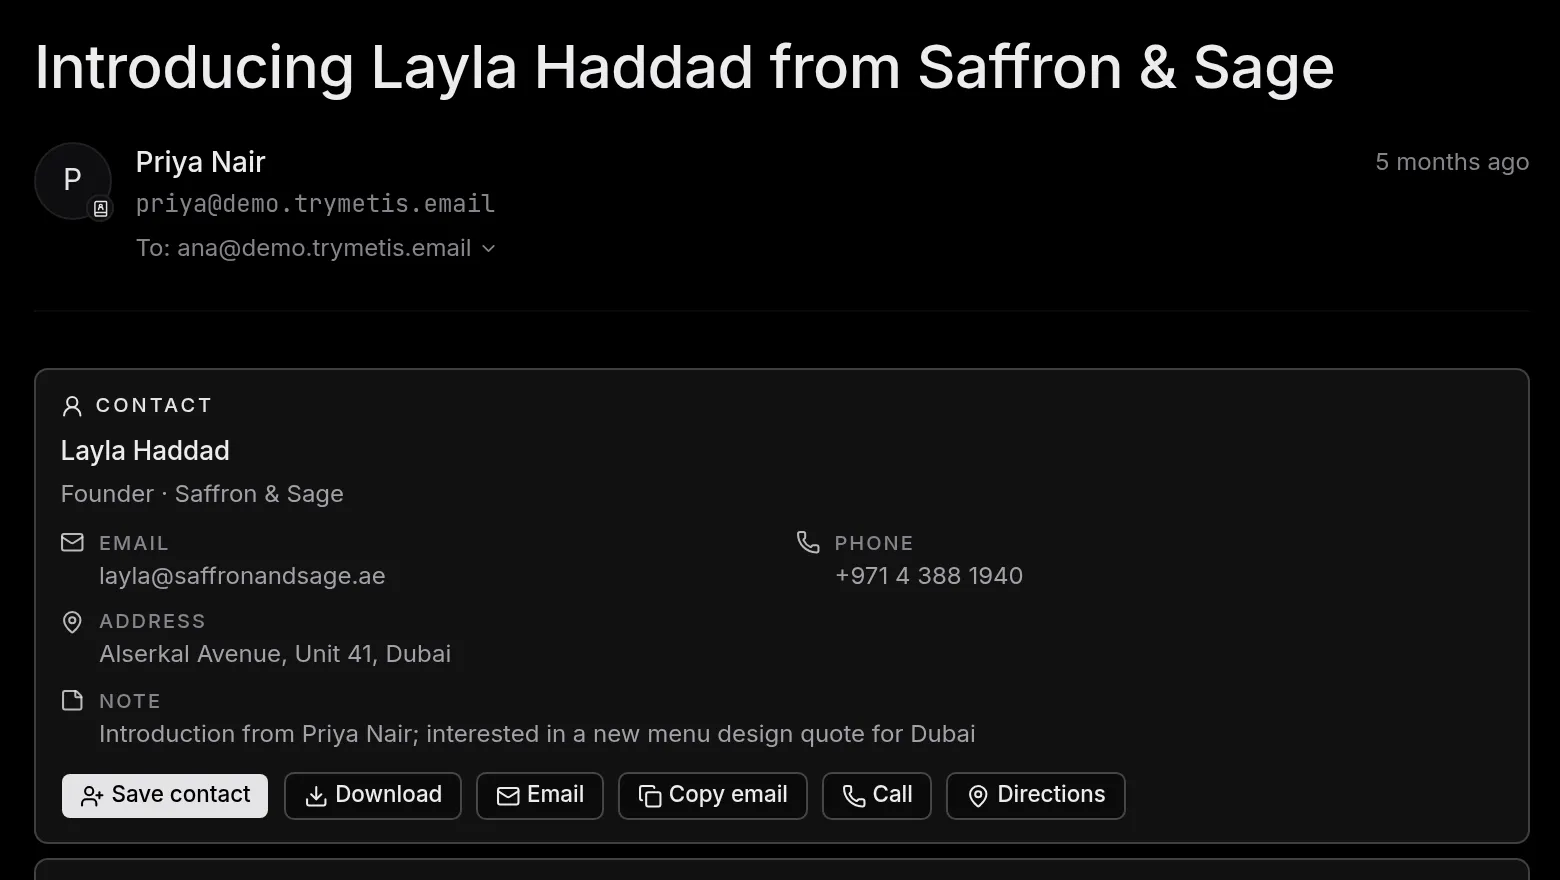 Introducing Layla Haddad from Saffron & Sage
P
Priya Nair
5 months ago
priya@demo.trymetis.email
To: ana@demo.trymetis.email
CONTACT
Layla Haddad
Founder · Saffron & Sage
EMAIL
layla@saffronandsage.ae
PHONE
+971 4 388 1940
ADDRESS
Alserkal Avenue, Unit 41, Dubai
NOTE
Introduction from Priya Nair; interested in a new menu design quote for Dubai
Save contact
Download
Email
Copy email
Call
Directions